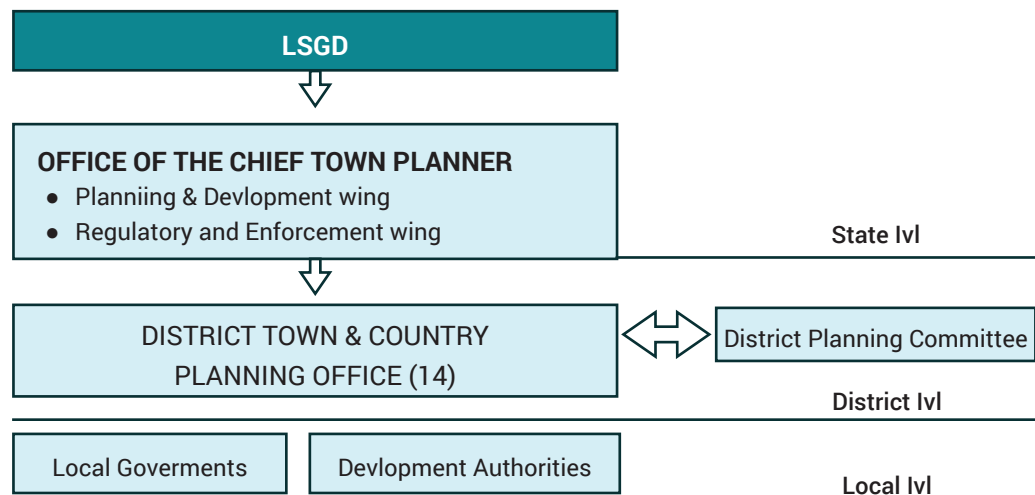 LSGD
OFFICE OF THE CHIEF TOWN PLANNER
● Planniing & Devlopment wing
● Regulatory and Enforcement wing
State lvl
DISTRICT TOWN & COUNTRY
PLANNING OFFICE (14)
District Planning Committee
District lvl
Local Goverments
Devlopment Authorities
Local lvl